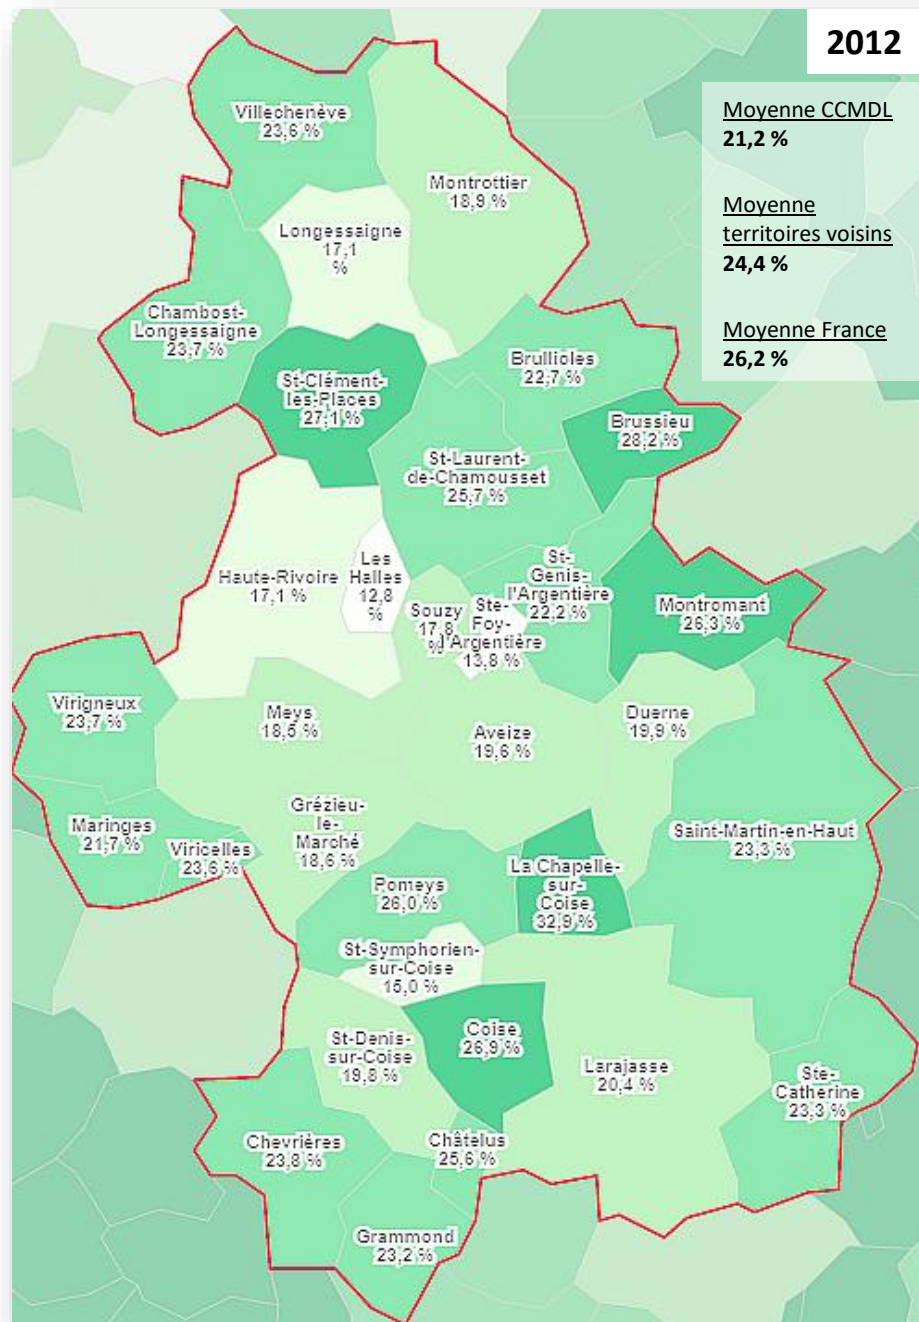 2012
Moyenne CCMDL
21,2 %
Moyenne
territoires voisins
24,4 %
Moyenne France
26,2 %
Villechenève
23,6 %
Montrottier
18,9 %
Longessaigne
17,1
%
Chambost-
Longessaigne
23,7 %
Brullioles
22,7 %
St-Clément-
les-Places
27,1 %
Brussieu
28,2 %
St-Laurent-
de-Chamousset
25,7 %
Haute-Rivoire
17,1 %
Les
Halles
12,8
%
Souzy
17,8
%
Ste-
Foy-
l'Argentière
13,8 %
St-
Genis-
l'Argentière
22,2 %
Montromant
26,3 %
Virigneux
23,7 %
Meys
18,5 %
Aveize
19,6 %
Duerne
19,9 %
Maringes
21,7 %
Viricelles
23,6 %
Grézieu-
le-
Marché
18,6 %
Saint-Martin-en-Haut
23,3 %
Pomeys
26,0 %
La Chapelle-
sur-
Coise
32,9 %
St-Symphorien-
sur-Coise
15,0 %
St-Denis-
sur-Coise
19,8 %
Coise
26,9 %
Larajasse
20,4 %
Ste-
Catherine
23,3 %
Chevrières
23,8 %
Châtelus
25,6 %
Grammond
23,2 %